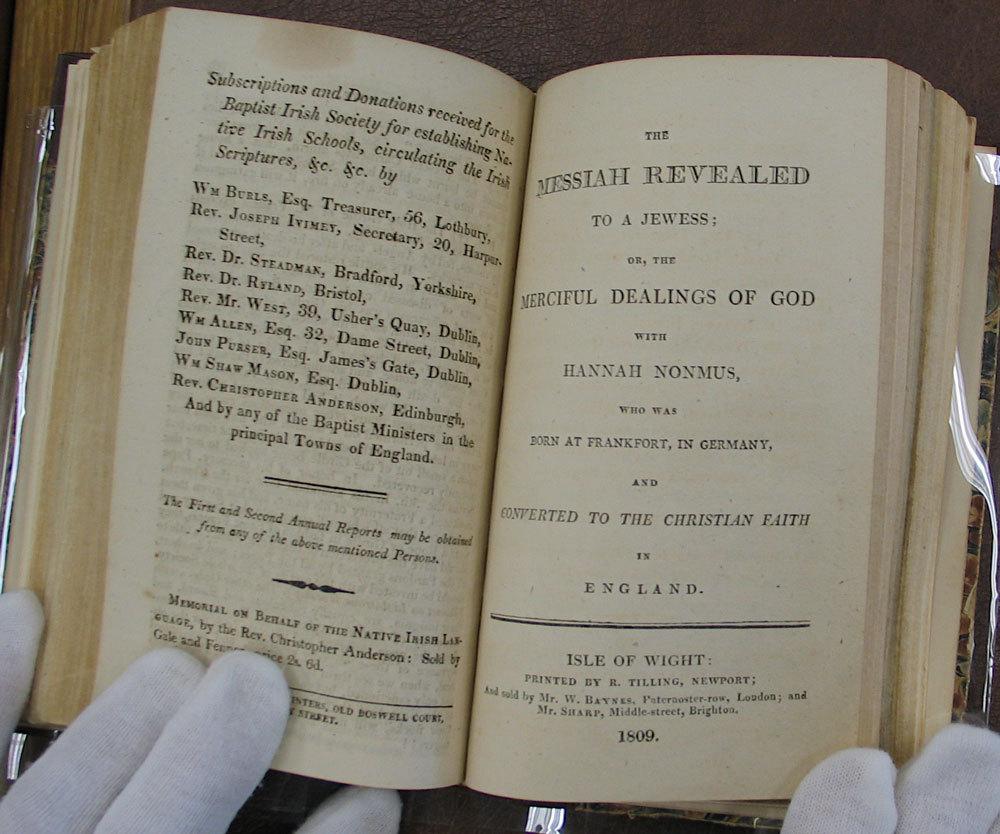 Subscriptions and Donations received for the
Baptist Irish Society for establishing Na-
tive Irish Schools, circulating the Irish
Scriptures, &c. &c. by
Wm Burls, Esq. Treasurer, 56, Lothbury,
Rev. Joseph Ivimey, Secretary, 20, Harpur-
Street,
Rev. Dr. Steadman, Bradford, Yorkshire,
Rev. Dr. Ryland, Bristol,
Rev. Mr. West, 39, Usher's Quay, Dublin,
Wm Allen, Esq. 32, Dame Street, Dublin,
John Purser, Esq. James's Gate, Dublin,
Wm Shaw Mason, Esq. Dublin,
Rev. Christopher Anderson, Edinburgh,
And by any of the Baptist Ministers in the
principal Towns of England.
The First and Second Annual Reports may be obtained
from any of the above mentioned Persons.
Memorial on Behalf of the Native Irish Lan-
guage, by the Rev. Christopher Anderson: Sold by
Gale and price 2s. 6d.
OLD BOSWELL COURT,
STREET.
THE
MESSIAH REVEALED
TO A JEWESS;
OR, THE
MERCIFUL DEALINGS OF GOD
WITH
HANNAH NONMUS,
WHO WAS
BORN AT FRANKFORT, IN GERMANY,
AND
CONVERTED TO THE CHRISTIAN FAITH
IN
ENGLAND.
ISLE OF WIGHT:
PRINTED BY R. TILLING, NEWPORT;
And sold by Mr. W. Baynes, Paternoster-row, London; and
Mr. Sharp, Middle-street, Brighton.
1809.